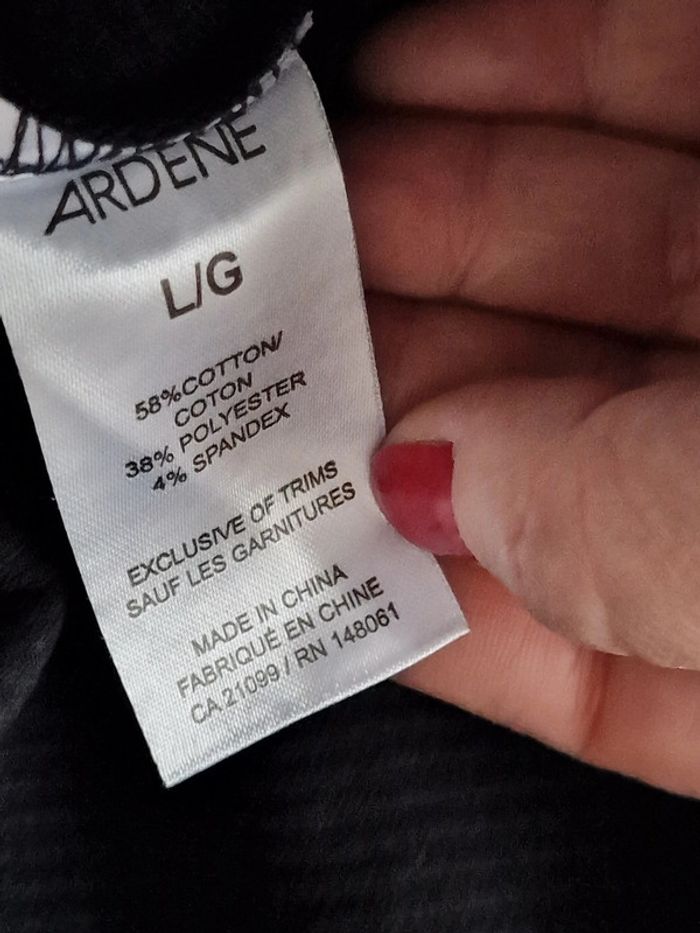 ARDENE
L/G
58%COTTON/
COTON
38% POLYESTER
4% SPANDEX
EXCLUSIVE OF TRIMS
SAUF LES GARNITURES
MADE IN CHINA
FABRIQUÉ EN CHINE
CA 21099 / RN 148061